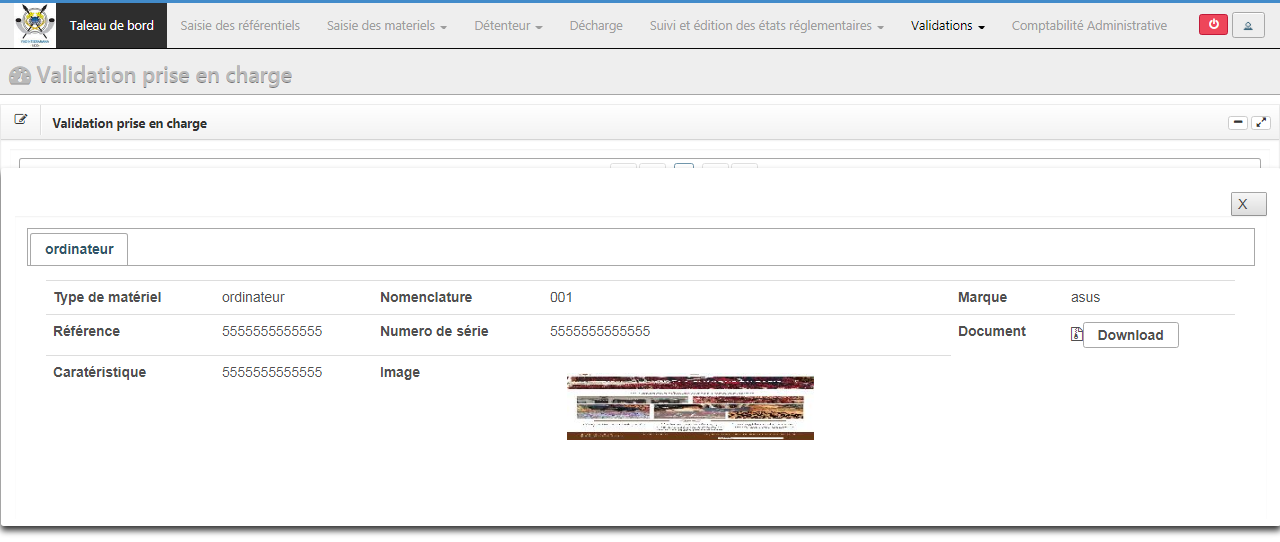 Taleau de bord Saisie des référentiels Saisie des materiels Détenteur Décharge Suivi et édition des états réglementaires Validations Comptabilité Administrative
Validation prise en charge
Validation prise en charge
X
ordinateur
Type de matériel ordinateur Nomenclature 001 Marque asus
Référence 5555555555555 Numero de série 5555555555555 Document Download
Caratéristique 5555555555555 Image